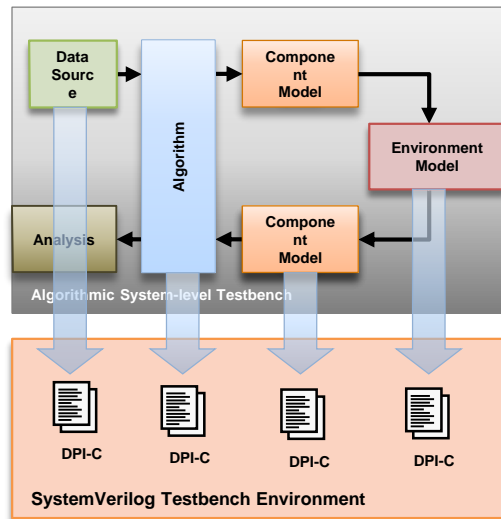 Data
Sourc
e
Compone
nt
Model
Algorithm
Environment
Model
Analysis
Compone
nt
Model
Algorithmic System-level Testbench
DPI-C
DPI-C
DPI-C
DPI-C
SystemVerilog Testbench Environment